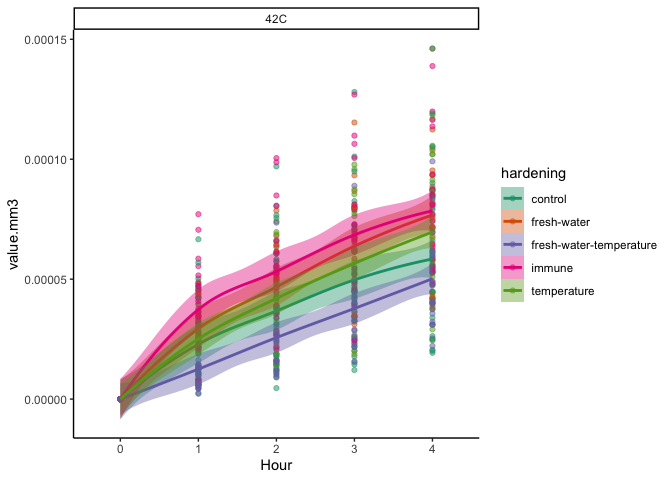 42C
0.00015
0.00010
0.00005
0.00000
value.mm3
0
1
2
3
4
Hour
hardening
control
fresh-water
fresh-water-temperature
immune
temperature